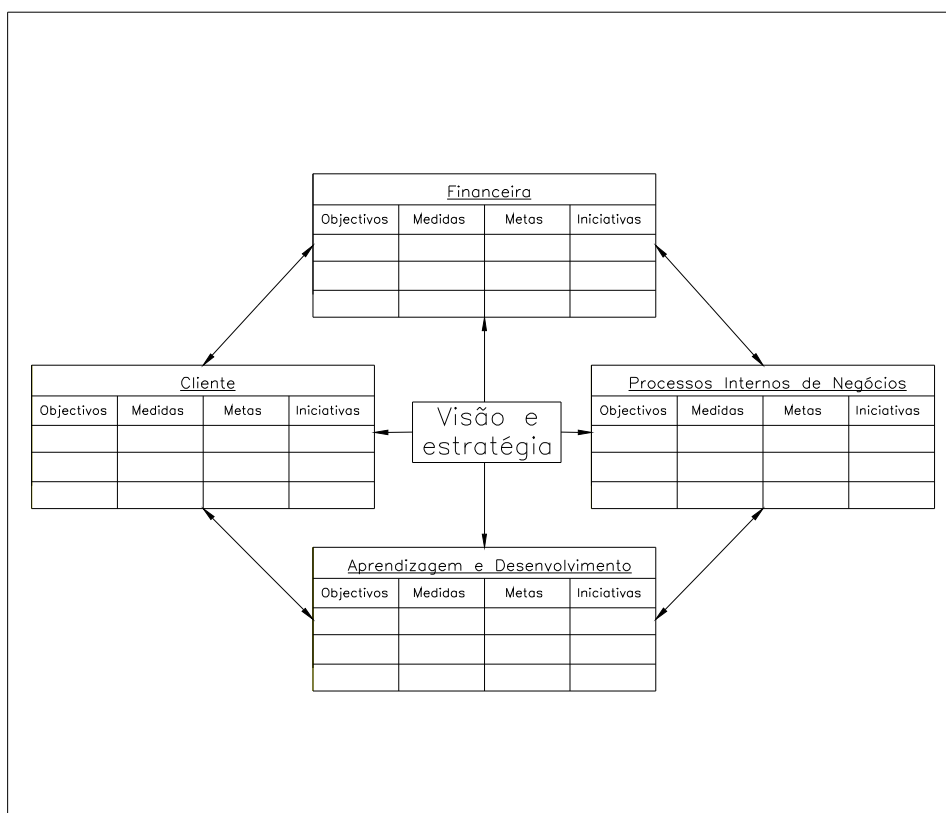 Financeira
Objectivos Medidas Metas Iniciativas
Cliente
Objectivos Medidas Metas Iniciativas
Visão e
estratégia
Processos Internos de Negócios
Objectivos Medidas Metas Iniciativas
Aprendizagem e Desenvolvimento
Objectivos Medidas Metas Iniciativas